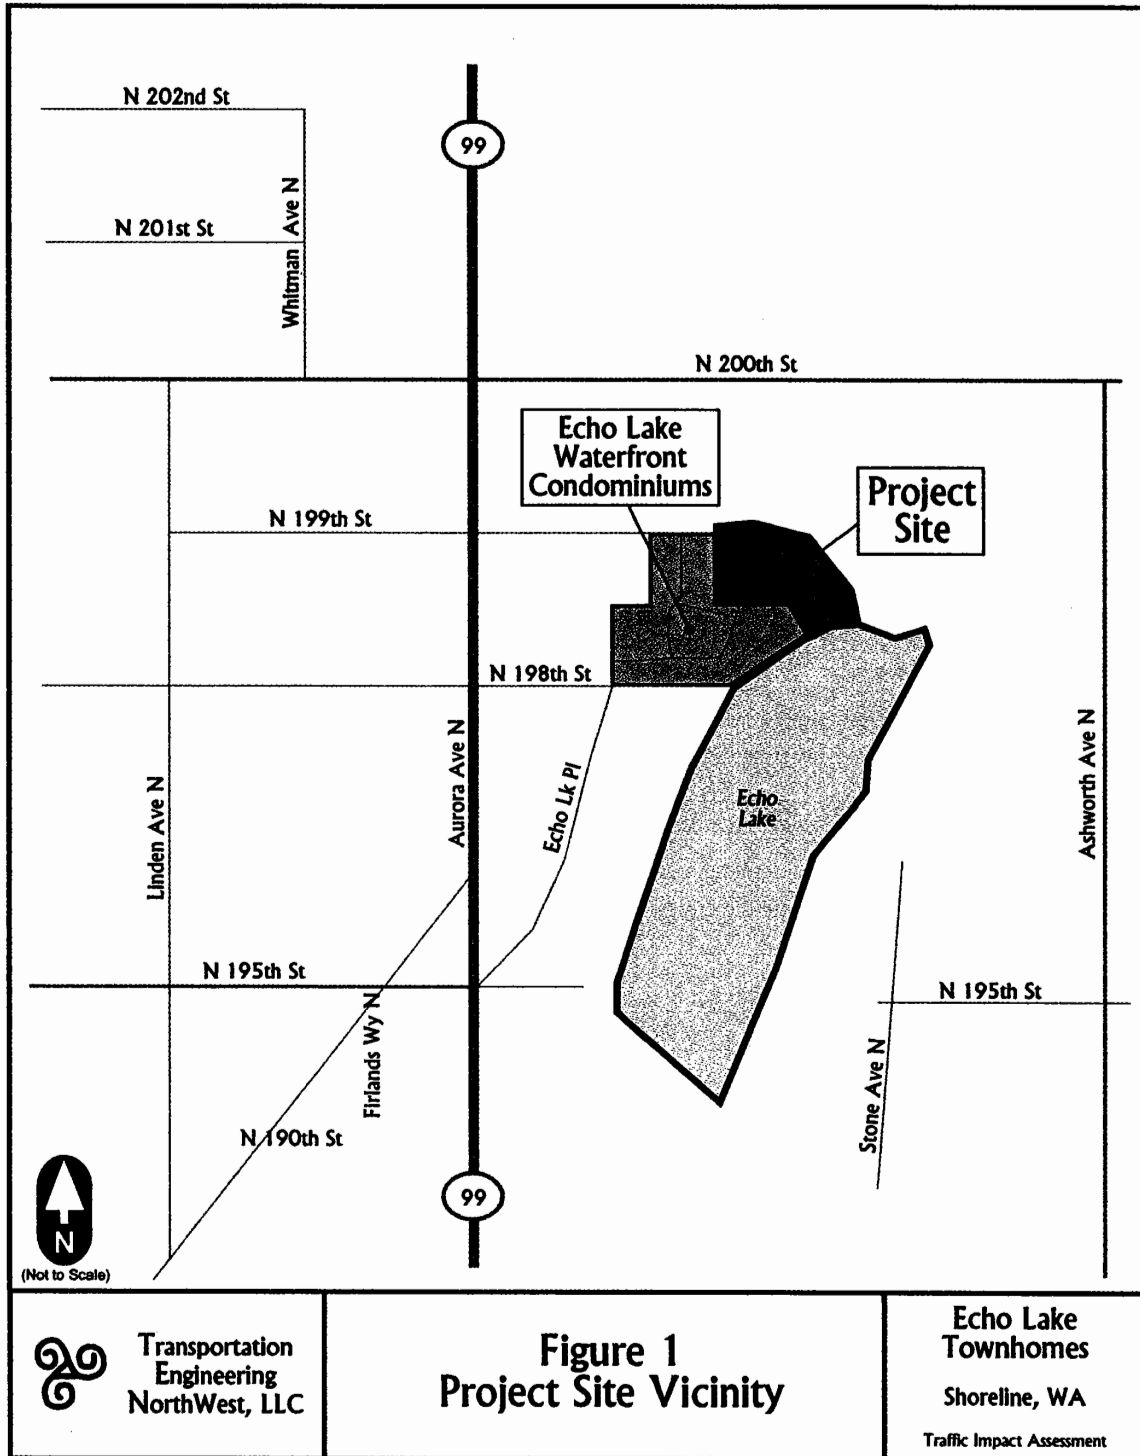 N 202nd St
99
Whitman Ave N
N 201st St
N 200th St
Echo Lake
Waterfront
Condominiums
Project
Site
N 199th St
N 198th St
Aurora Ave N
Echo Lk Pl
Echo
Lake
Linden Ave N
Ashworth Ave N
N 195th St
N 195th St
Firlands Wy N
Stone Ave N
N 190th St
99
N
(Not to Scale)
Transportation
Engineering
NorthWest, LLC
Figure 1
Project Site Vicinity
Echo Lake
Townhomes
Shoreline, WA
Traffic Impact Assessment